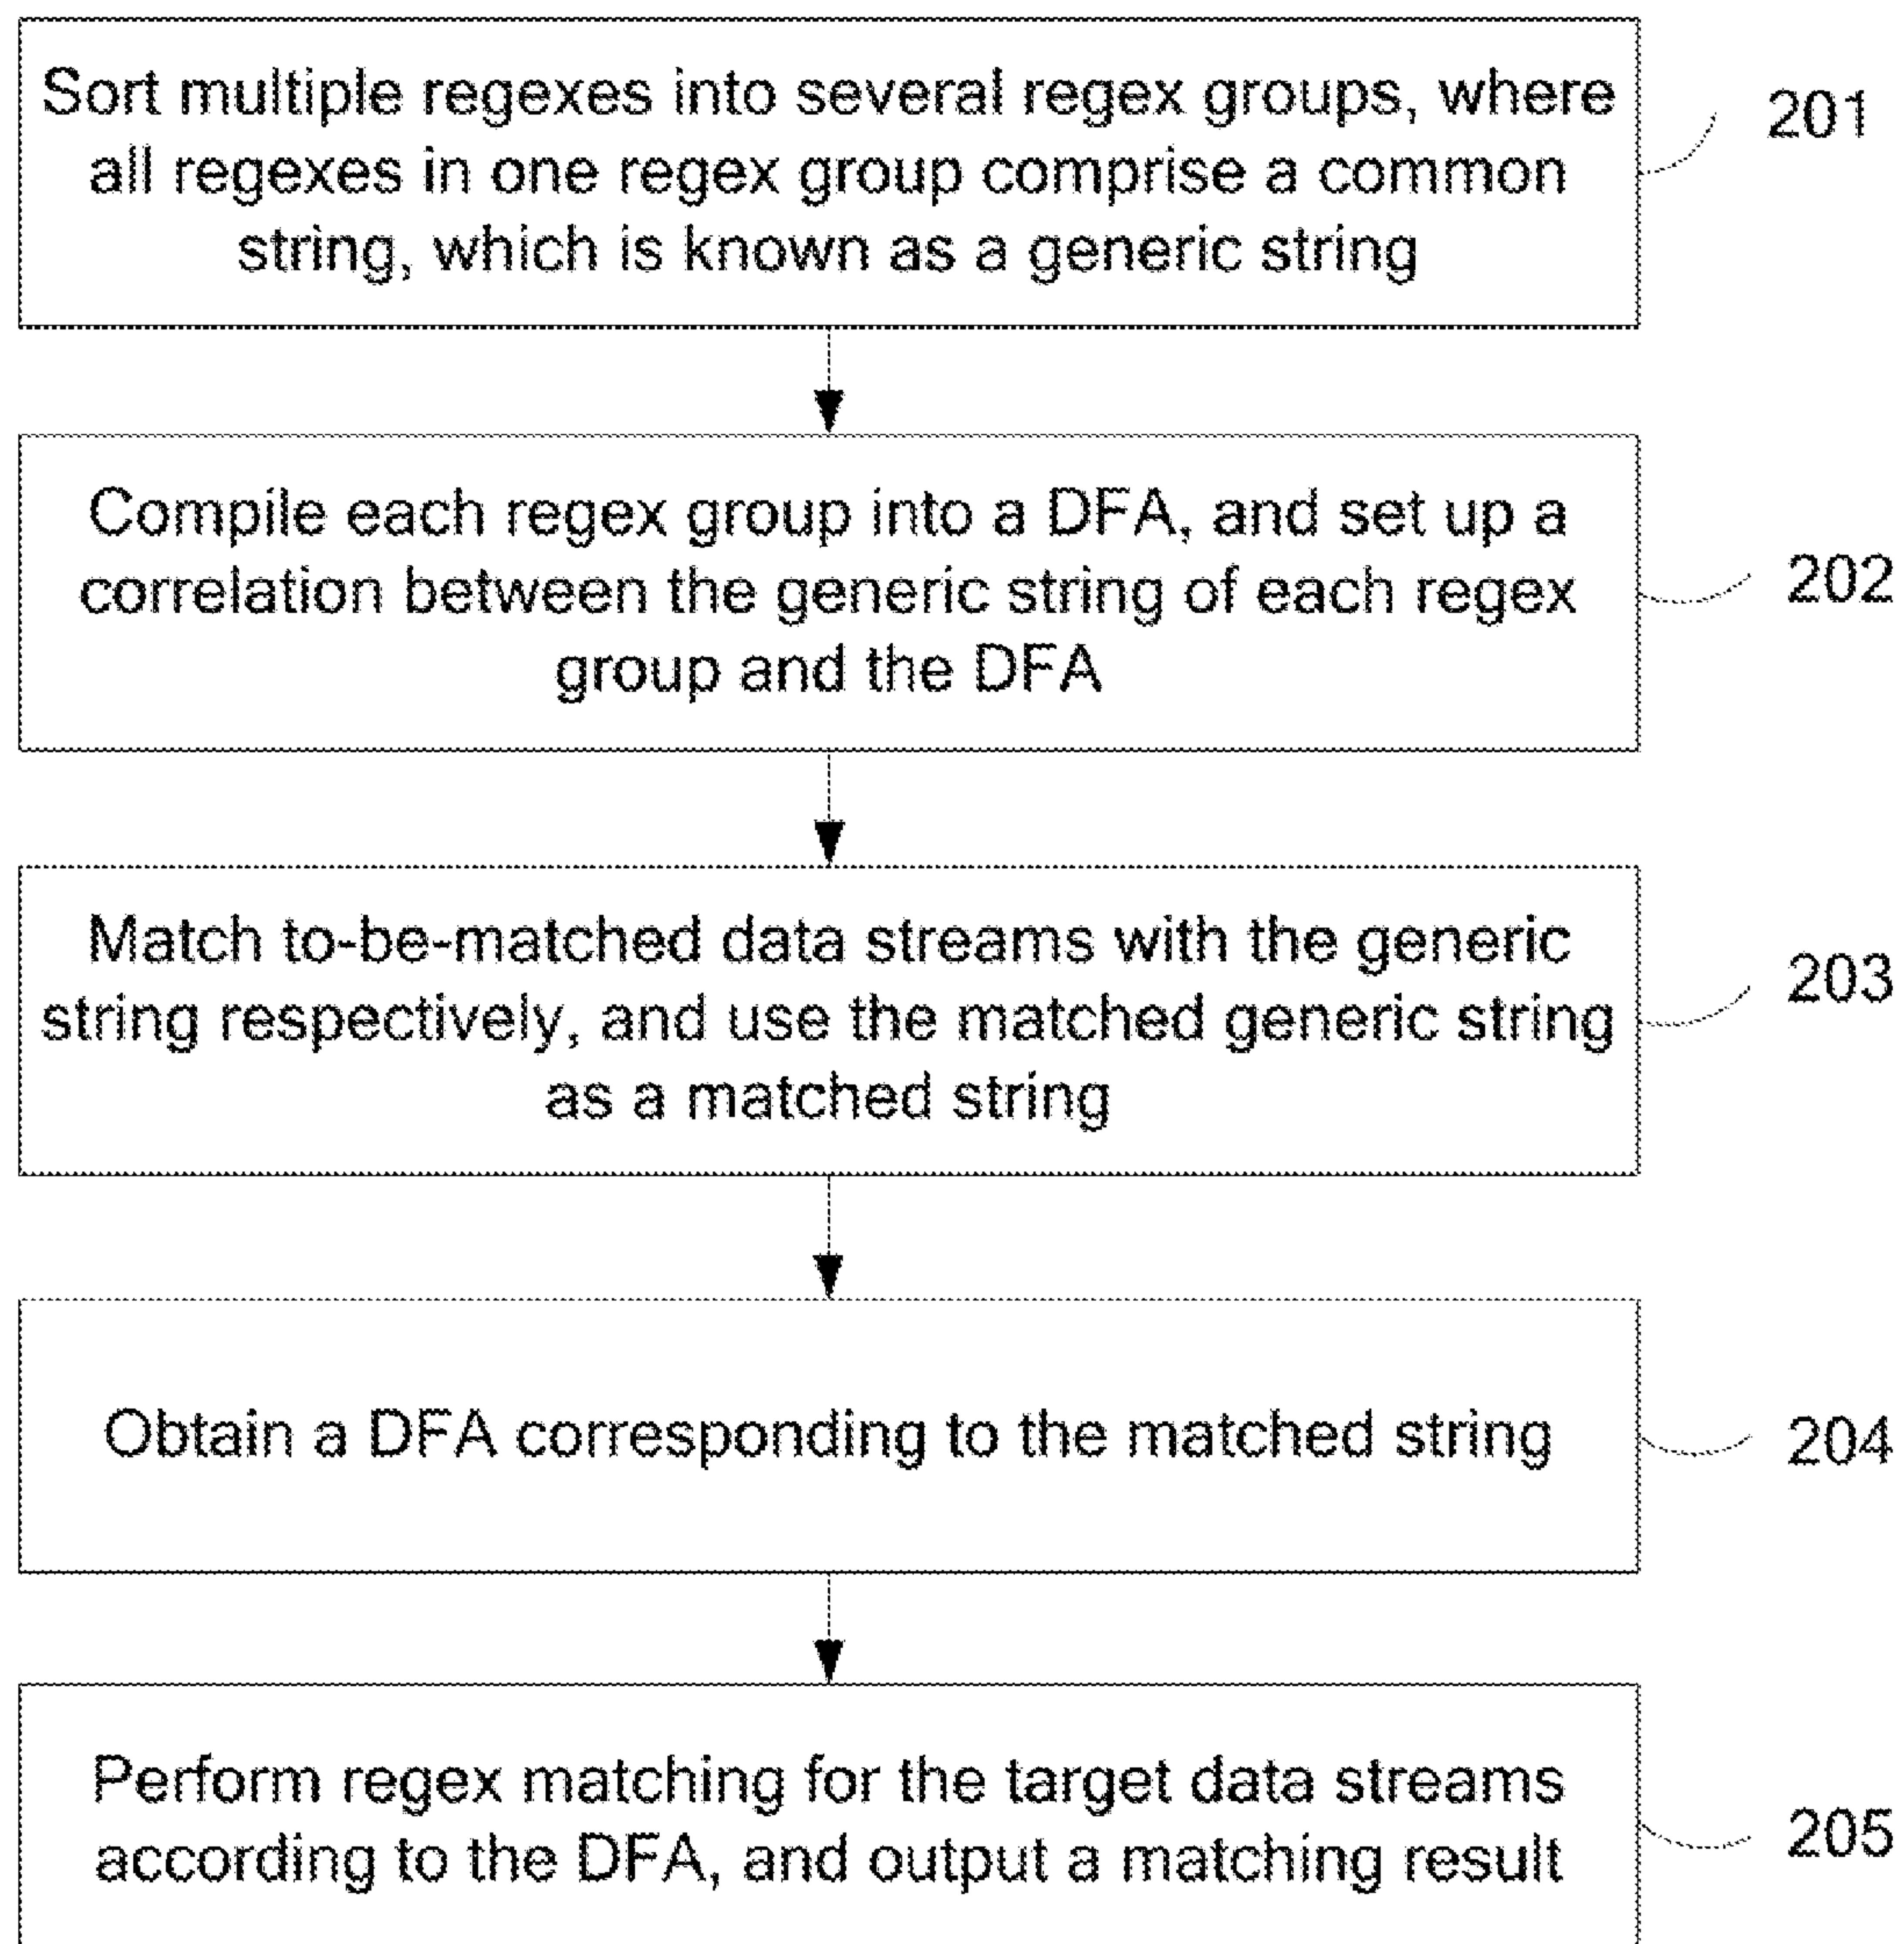 Sort multiple regexes into several regex groups, where
all regexes in one regex group comprise a common
string, which is known as a generic string
201
Compile each regex group into a DFA, and set up a
correlation between the generic string of each regex
group and the DFA
202
Match to-be-matched data streams with the generic
string respectively, and use the matched generic string
as a matched string
203
Obtain a DFA corresponding to the matched string
204
Perform regex matching for the target data streams
according to the DFA, and output a matching result
205